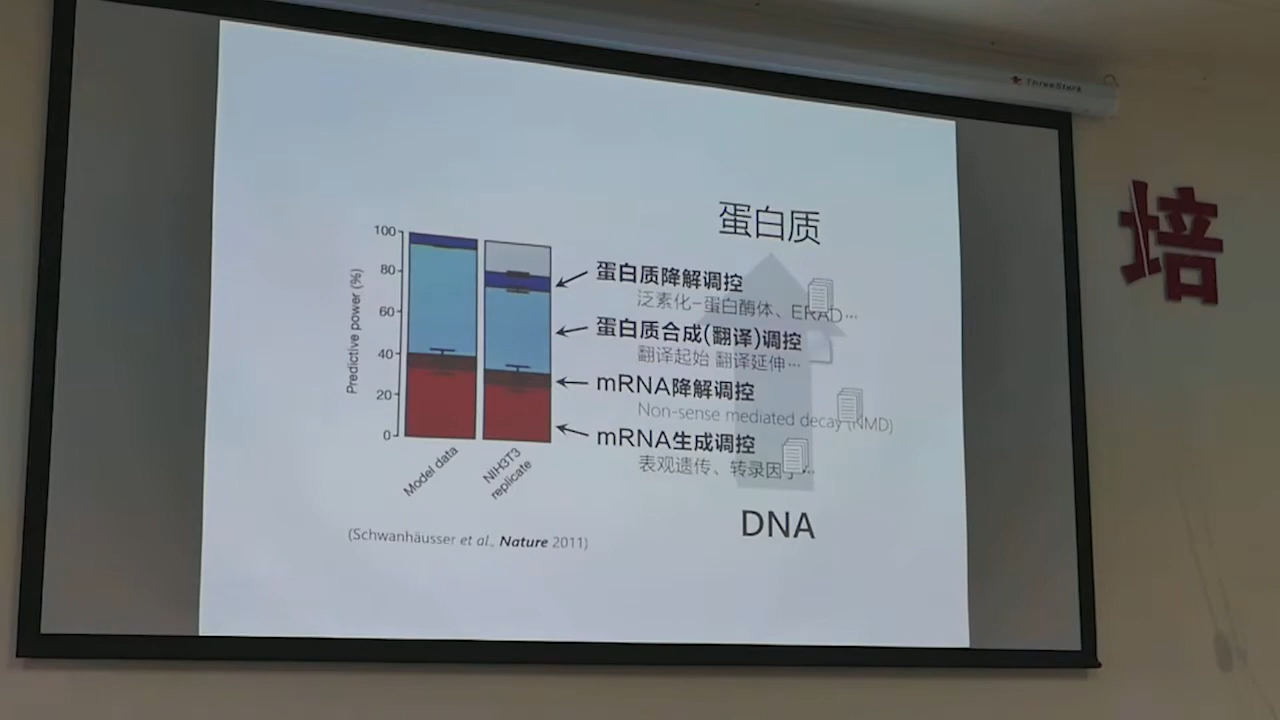 ThreeStars
培
蛋白质
100
80
60
40
20
0
Predictive power (%)
Model data
NIH3T3
replicate
蛋白质降解调控
泛素化-蛋白酶体、ERAD…
蛋白质合成(翻译)调控
翻译起始 翻译延伸…
mRNA降解调控
Non-sense mediated decay (NMD)
mRNA生成调控
表观遗传、转录因子…
DNA
(Schwanhäusser et al., Nature 2011)